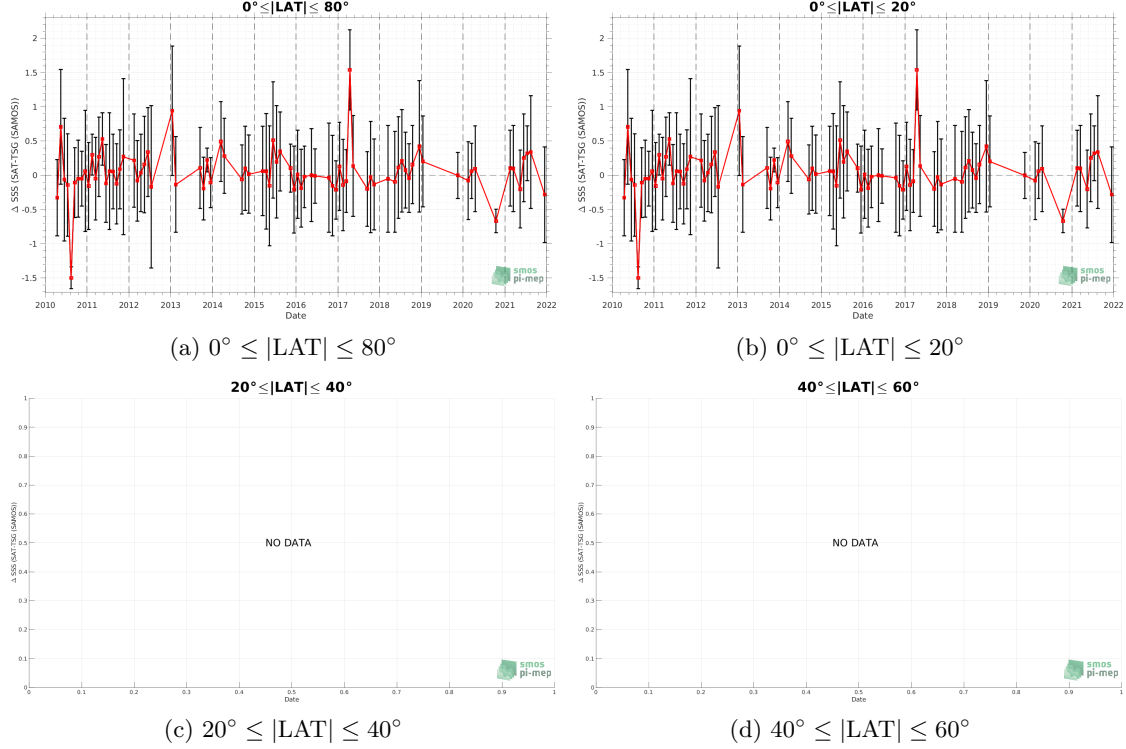 0°≤|LAT|≤ 80°
Δ SSS (SAT-TSG (SAMOS))
2
1.5
1
0.5
0
-0.5
-1
-1.5
2010 2011 2012 2013 2014 2015 2016 2017 2018 2019 2020 2021 2022
Date
smos
pi-mep
(a) 0° ≤ |LAT| ≤ 80°
0°≤|LAT|≤ 20°
Δ SSS (SAT-TSG (SAMOS))
2
1.5
1
0.5
0
-0.5
-1
-1.5
2010 2011 2012 2013 2014 2015 2016 2017 2018 2019 2020 2021 2022
Date
smos
pi-mep
(b) 0° ≤ |LAT| ≤ 20°
20°≤|LAT|≤ 40°
Δ SSS (SAT-TSG (SAMOS))
1
0.9
0.8
0.7
0.6
0.5
0.4
0.3
0.2
0.1
0
NO DATA
0 0.1 0.2 0.3 0.4 0.5 0.6 0.7 0.8 0.9 1
Date
smos
pi-mep
(c) 20° ≤ |LAT| ≤ 40°
40°≤|LAT|≤ 60°
Δ SSS (SAT-TSG (SAMOS))
1
0.9
0.8
0.7
0.6
0.5
0.4
0.3
0.2
0.1
0
NO DATA
0 0.1 0.2 0.3 0.4 0.5 0.6 0.7 0.8 0.9 1
Date
smos
pi-mep
(d) 40° ≤ |LAT| ≤ 60°